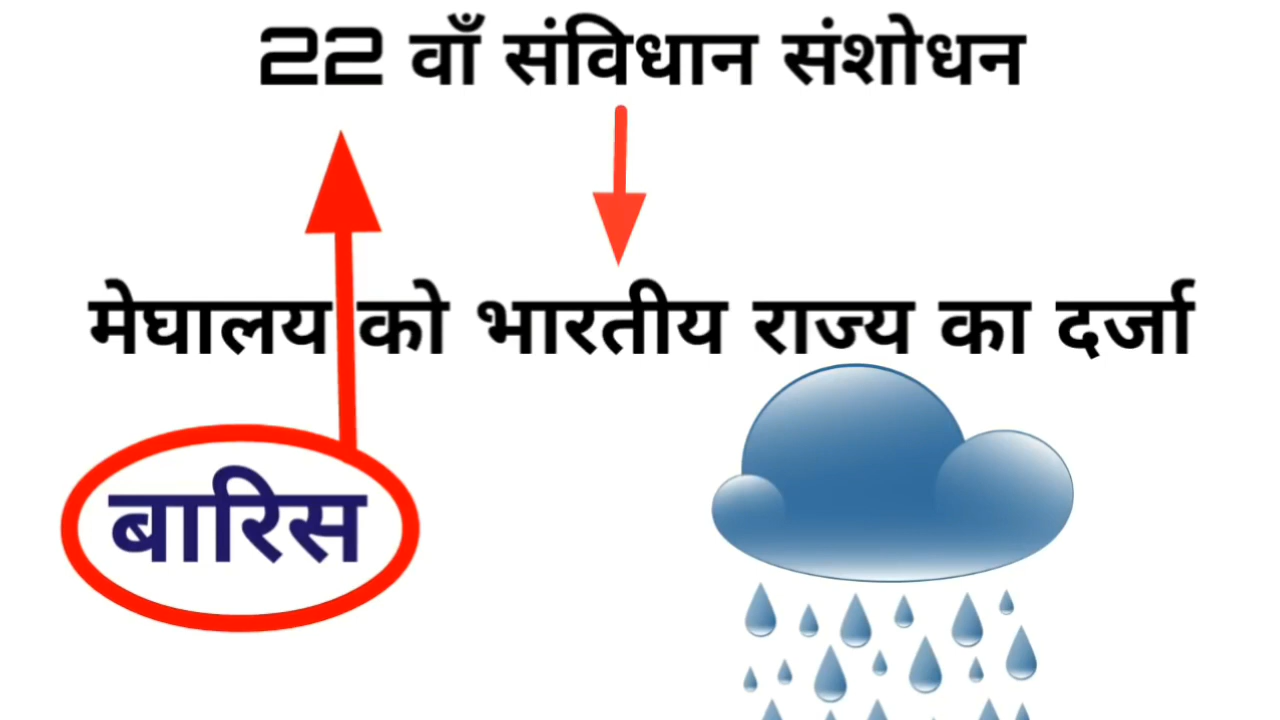 22 वाँ संविधान संशोधन
मेघालय को भारतीय राज्य का दर्जा
बारिस